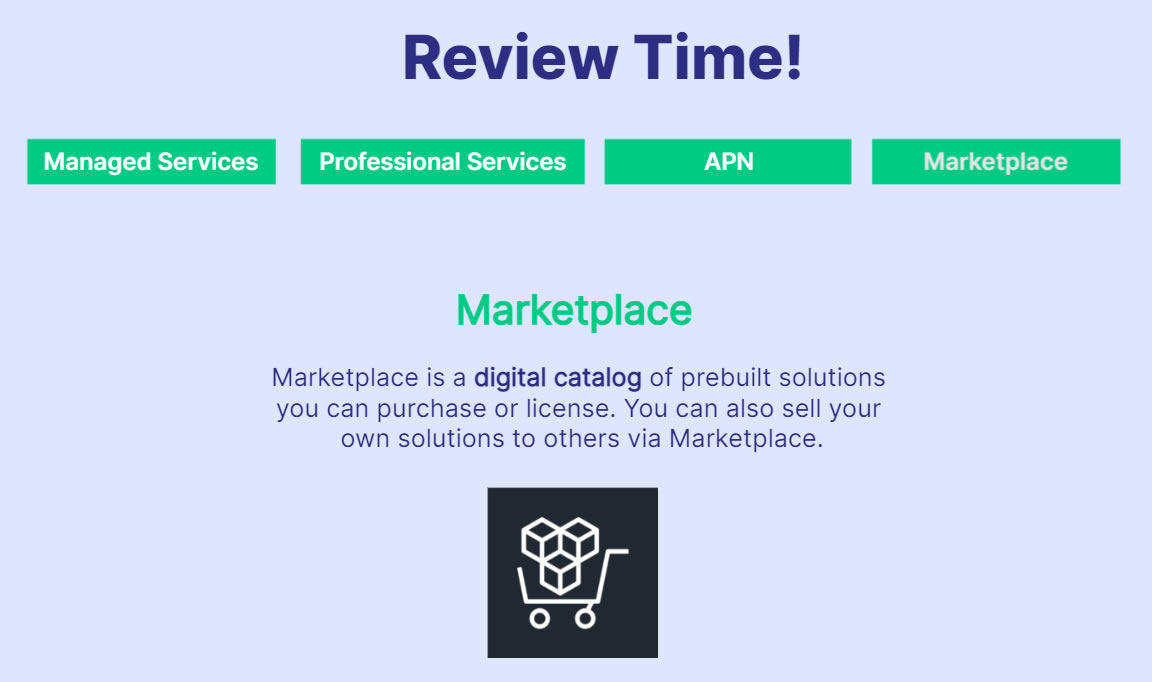 Review Time!
Managed Services
Professional Services
APN
Marketplace
Marketplace
Marketplace is a digital catalog of prebuilt solutions
you can purchase or license. You can also sell your
own solutions to others via Marketplace.